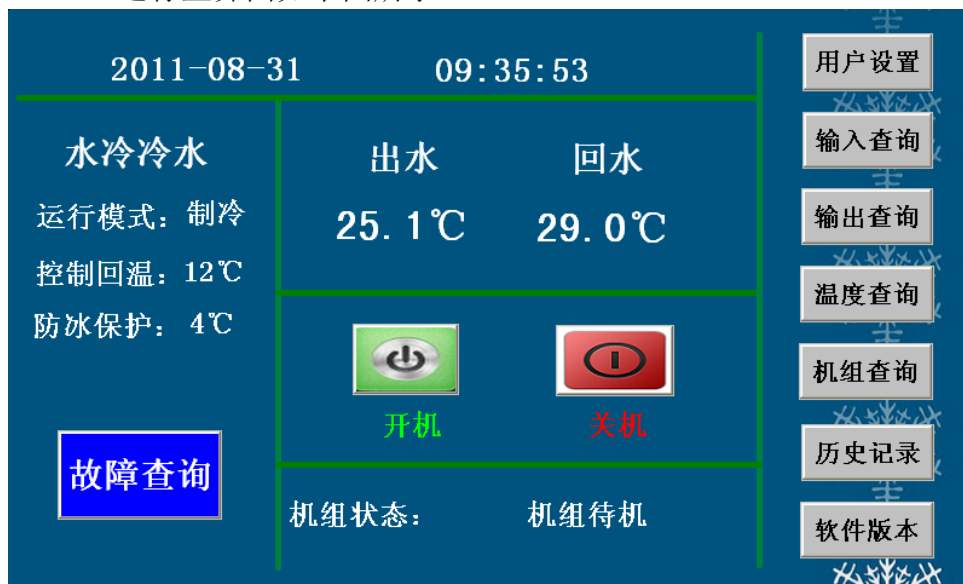 2011-08-31 09:35:53
水冷冷水
运行模式：制冷
控制回温：12℃
防冰保护：4℃
故障查询
出水 回水
25.1℃ 29.0℃
开机 关机
机组状态： 机组待机
用户设置
输入查询
输出查询
温度查询
机组查询
历史记录
软件版本